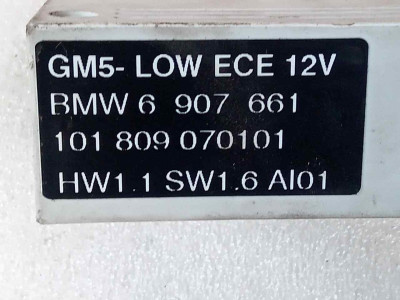 GM5- LOW ECE 12V
BMW 6 907 661
101 809 070101
HW1.1 SW1.6 AI01